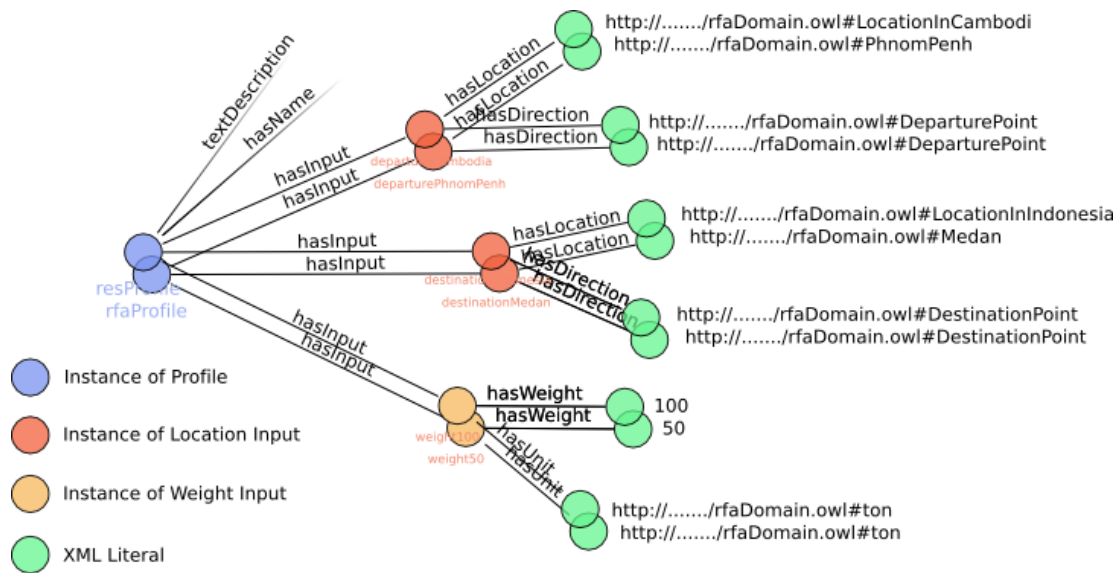 http://......./rfaDomain.owl#LocationInCambodi
http://......./rfaDomain.owl#PhnomPenh
hasLocation
hasLocation
textDescription
hasName
hasDirection
hasDirection
http://......./rfaDomain.owl#DeparturePoint
http://......./rfaDomain.owl#DeparturePoint
hasInput
hasInput
departurePhnomPenh
hasLocation
hasLocation
http://......./rfaDomain.owl#LocationInIndonesia
http://......./rfaDomain.owl#Medan
hasInput
hasInput
hasDirection
hasDirection
destinationMedan
resProfile
rfaProfile
http://......./rfaDomain.owl#DestinationPoint
http://......./rfaDomain.owl#DestinationPoint
hasInput
hasInput
Instance of Profile
hasWeight
hasWeight
100
50
Instance of Location Input
weight100
weight50
hasUnit
hasUnit
Instance of Weight Input
http://......./rfaDomain.owl#ton
http://......./rfaDomain.owl#ton
XML Literal